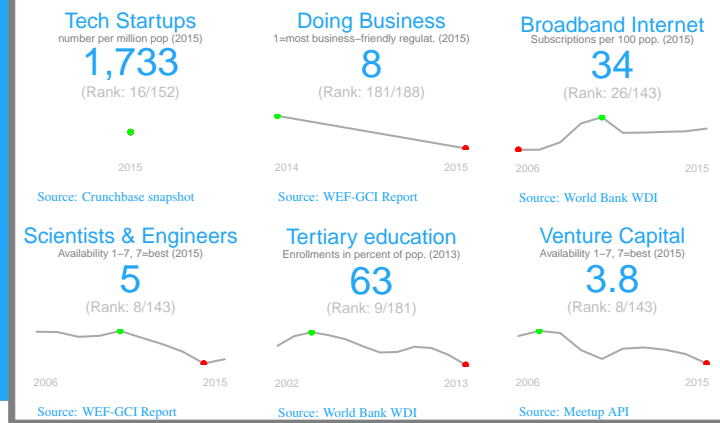 Tech Startups
number per million pop (2015)
1,733
(Rank: 16/152)
2015
Source: Crunchbase snapshot
Doing Business
1=most business−friendly regulat. (2015)
8
(Rank: 181/188)
2014 2015
Source: WEF-GCI Report
Broadband Internet
Subscriptions per 100 pop. (2015)
34
(Rank: 26/143)
2006 2015
Source: World Bank WDI
Scientists & Engineers
Availability 1−7, 7=best (2015)
5
(Rank: 8/143)
2006 2015
Source: WEF-GCI Report
Tertiary education
Enrollments in percent of pop. (2013)
63
(Rank: 9/181)
2002 2013
Source: World Bank WDI
Venture Capital
Availability 1−7, 7=best (2015)
3.8
(Rank: 8/143)
2006 2015
Source: Meetup API